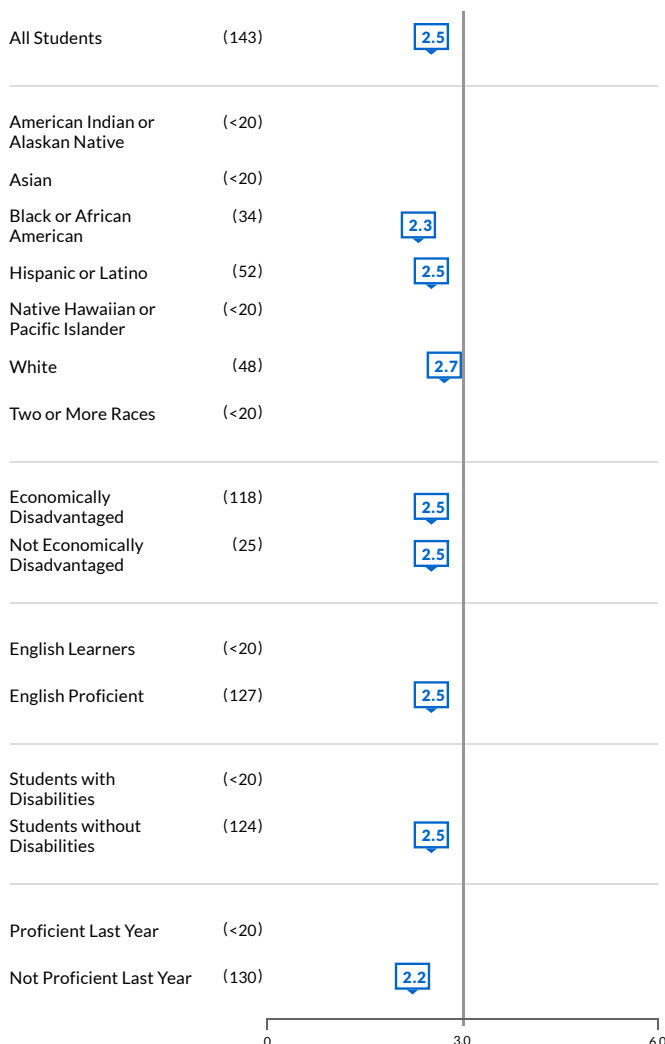 All Students (143) 2.5
American Indian or (<20)
Alaskan Native
Asian (<20)
Black or African (34) 2.3
American
Hispanic or Latino (52) 2.5
Native Hawaiian or (<20)
Pacific Islander
White (48) 2.7
Two or More Races (<20)
Economically (118) 2.5
Disadvantaged
Not Economically (25) 2.5
Disadvantaged
English Learners (<20)
English Proficient (127) 2.5
Students with (<20)
Disabilities
Students without (124) 2.5
Disabilities
Proficient Last Year (<20)
Not Proficient Last Year (130) 2.2
0 3.0 6.0